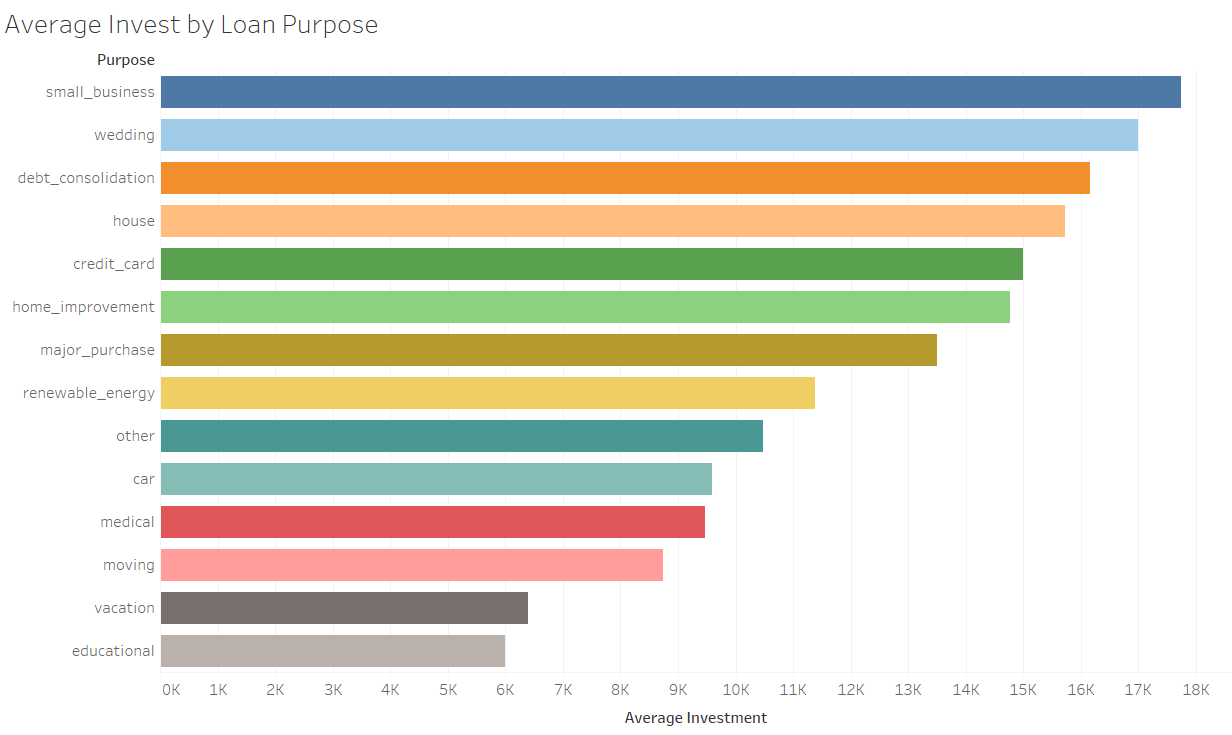 Average Invest by Loan Purpose
Purpose
small_business
wedding
debt_consolidation
house
credit_card
home_improvement
major_purchase
renewable_energy
other
car
medical
moving
vacation
educational
0K 1K 2K 3K 4K 5K 6K 7K 8K 9K 10K 11K 12K 13K 14K 15K 16K 17K 18K
Average Investment